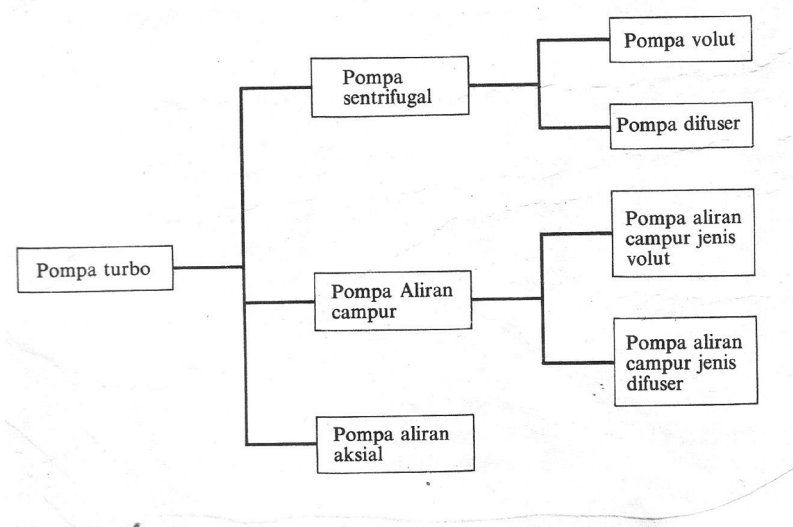 Pompa turbo
Pompa
sentrifugal
Pompa volut
Pompa difuser
Pompa Aliran
campur
Pompa aliran
campur jenis
volut
Pompa aliran
campur jenis
difuser
Pompa aliran
aksial